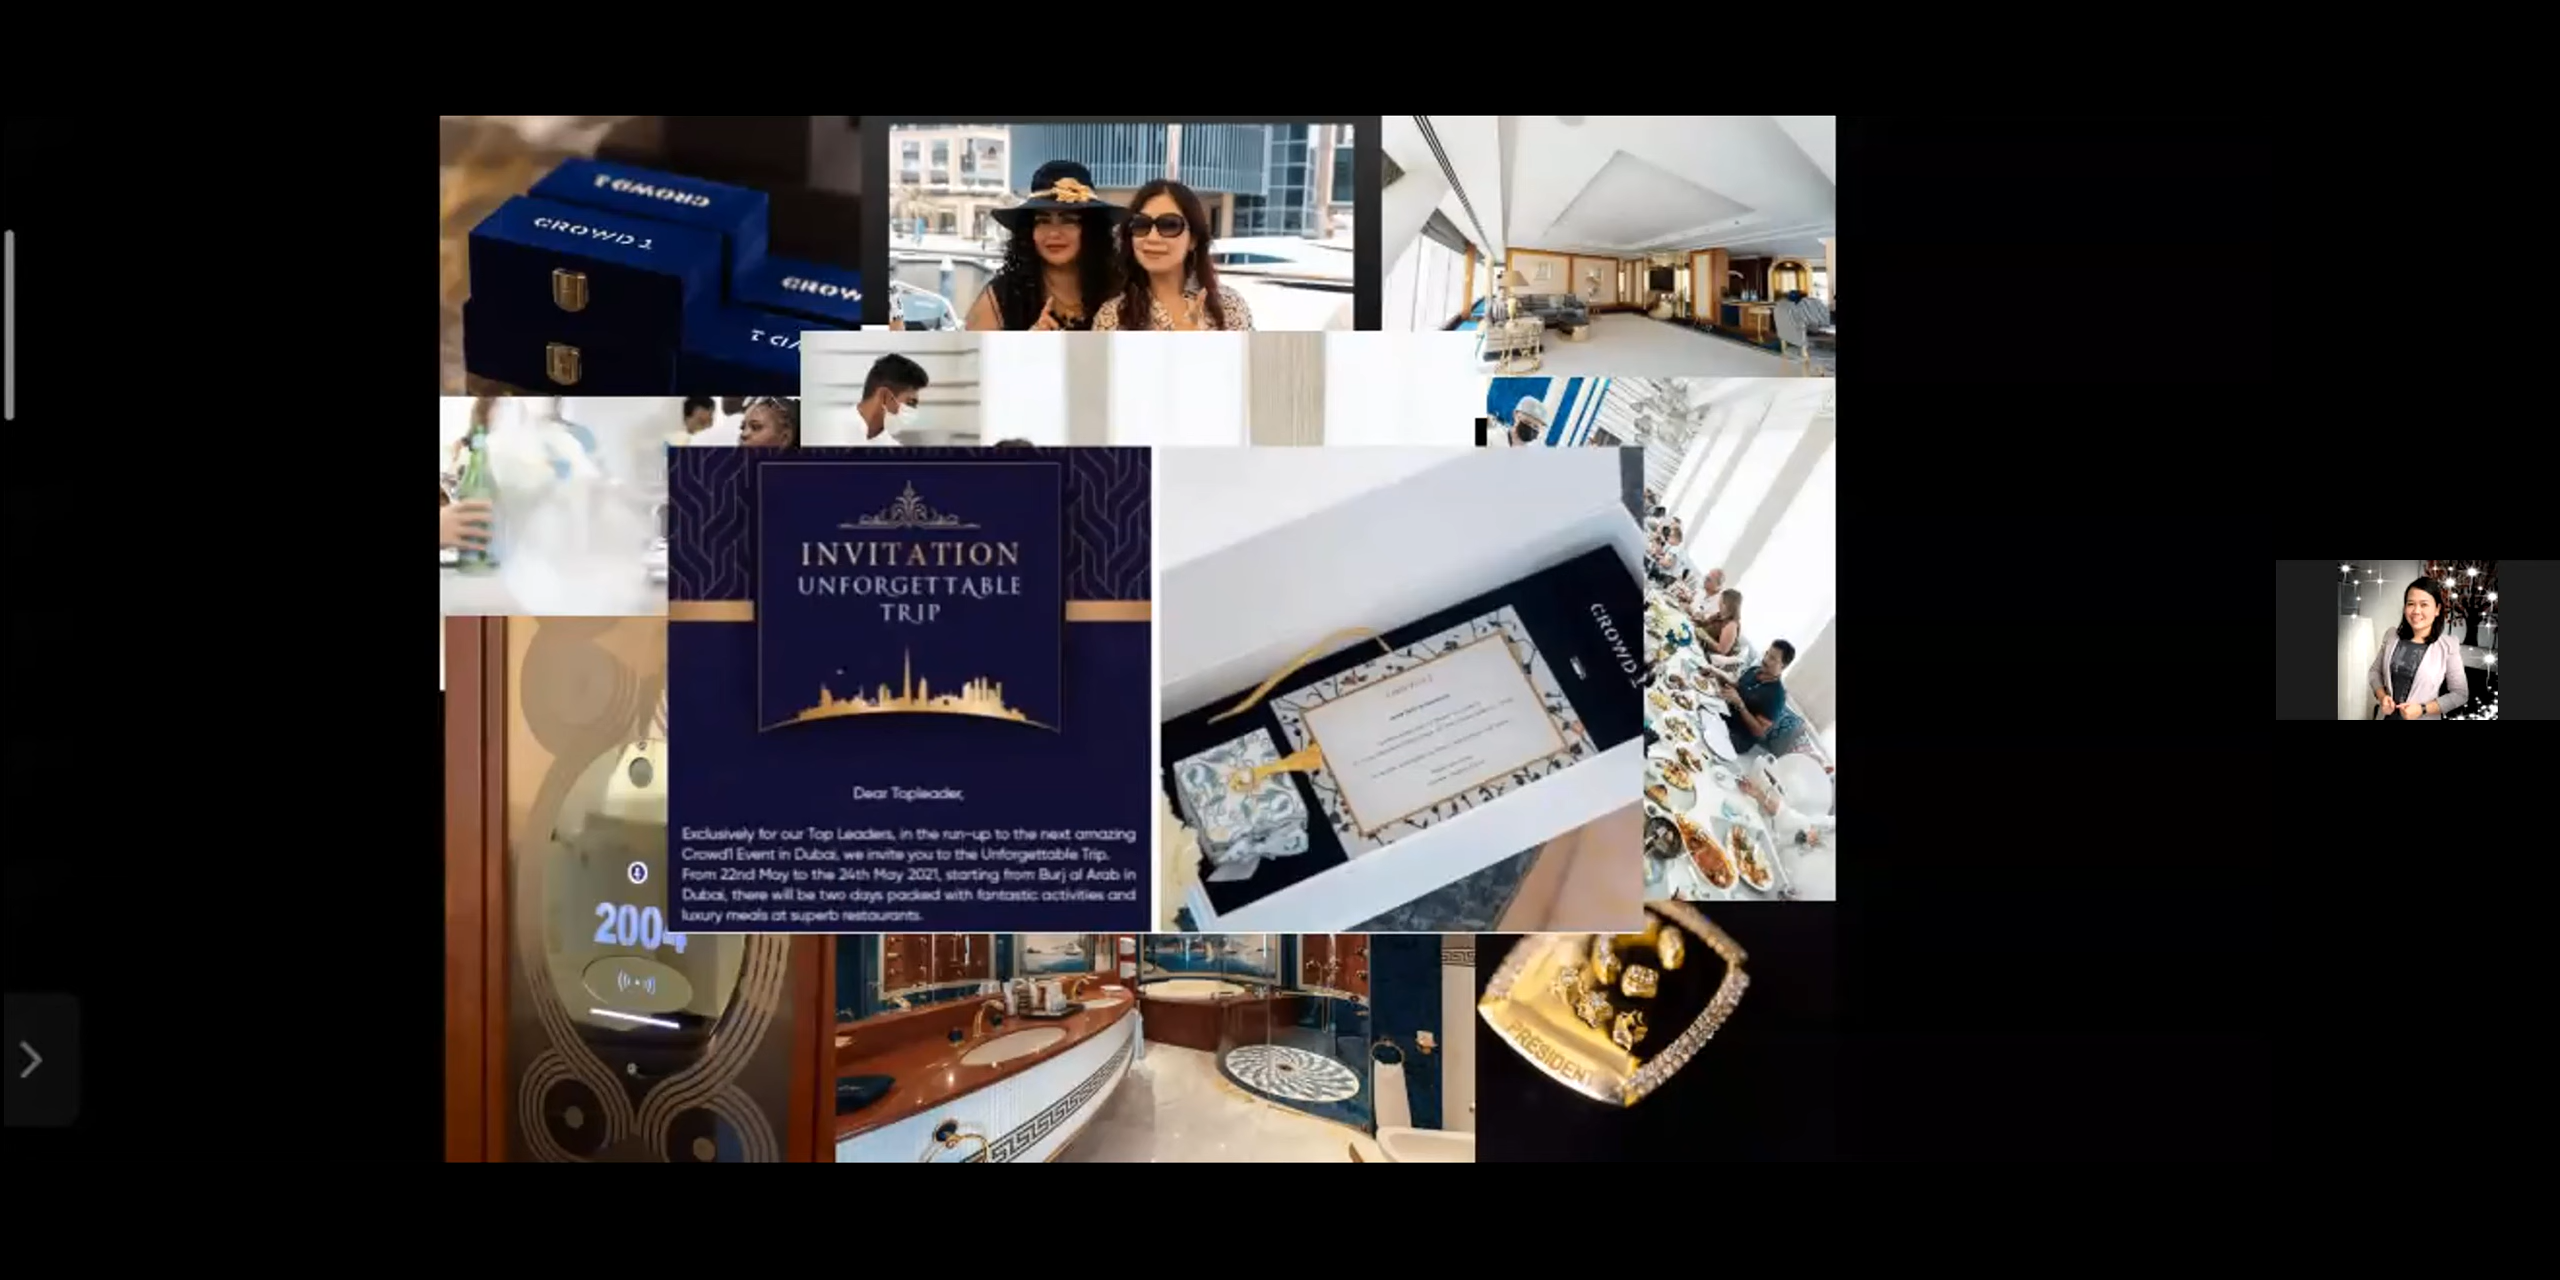 CROWD1
CROWD1
CROW
INVITATION
UNFORGETTABLE
TRIP
CROWD1
Dear Topleader,
Exclusively for our Top Leaders, in the run-up to the next amazing
Crowd1 Event in Dubai, we invite you to the Unforgettable Trip.
From 22nd May to the 24th May 2021, starting from Burj al Arab in
Dubai, there will be two days packed with fantastic activities and
luxury meals at superb restaurants.
2004
PRESIDENT